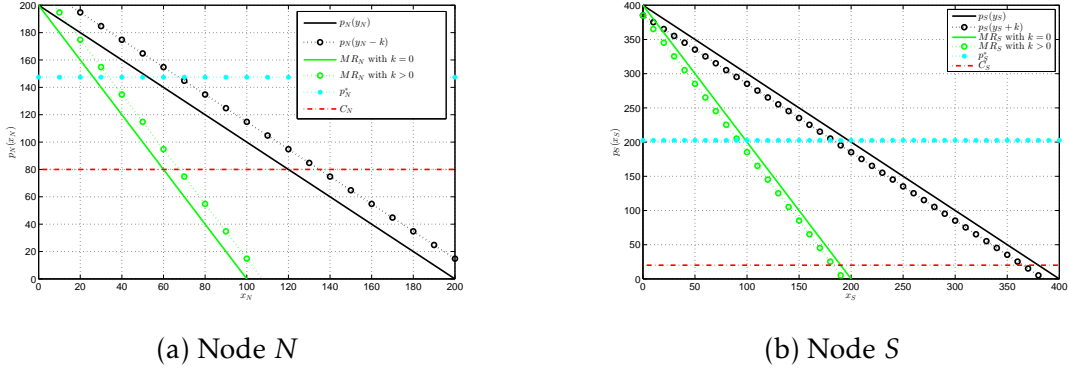 200
180
160
140
120
100
80
60
40
20
0
p_N(x_N)
p_N(y_N)
p_N(y_N − k)
MR_N with k = 0
MR_N with k > 0
p*_N
C_N
0 20 40 60 80 100 120 140 160 180 200
x_N
(a) Node N
400
350
300
250
200
150
100
50
0
p_S(x_S)
p_S(y_S)
p_S(y_S + k)
MR_S with k = 0
MR_S with k > 0
p*_S
C_S
0 50 100 150 200 250 300 350 400
x_S
(b) Node S